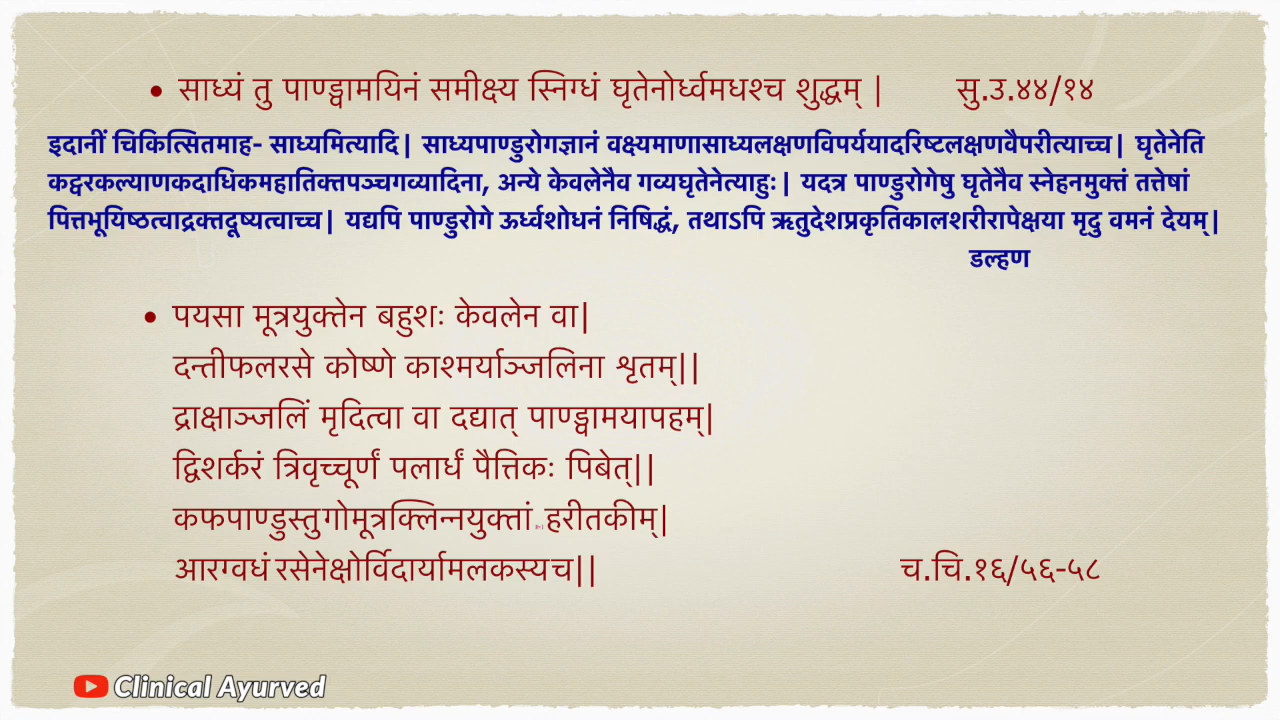 • साध्यं तु पाण्ड्वामयिनं समीक्ष्य स्निग्धं घृतेनोर्ध्वमधश्च शुद्धम् | सु.उ.४४/१४
इदानीं चिकित्सितमाह- साध्यमित्यादि| साध्यपाण्डुरोगज्ञानं वक्ष्यमाणासाध्यलक्षणविपर्ययादरिष्टलक्षणवैपरीत्याच्च| घृतेनेति
कट्वरकल्याणकदाधिकमहातिक्तपञ्चगव्यादिना, अन्ये केवलेनैव गव्यघृतेनेत्याहुः| यदत्र पाण्डुरोगेषु घृतेनैव स्नेहनमुक्तं तत्तेषां
पित्तभूयिष्ठत्वाद्रक्तदूष्यत्वाच्च| यद्यपि पाण्डुरोगे ऊर्ध्वशोधनं निषिद्धं, तथाऽपि ऋतुदेशप्रकृतिकालशरीरापेक्षया मृदु वमनं देयम्|
डल्हण
• पयसा मूत्रयुक्तेन बहुशः केवलेन वा|
दन्तीफलरसे कोष्णे काश्मर्याञ्जलिना शृतम्||
द्राक्षाञ्जलिं मृदित्वा वा दद्यात् पाण्ड्वामयापहम्|
द्विशर्करं त्रिवृच्चूर्णं पलार्धं पैत्तिकः पिबेत्||
कफपाण्डुस्तुगोमूत्रक्लिन्नयुक्तां हरीतकीम्|
आरग्वधं रसेनेक्षोर्विदार्यामलकस्यच|| च.चि.१६/५६-५८
Clinical Ayurved